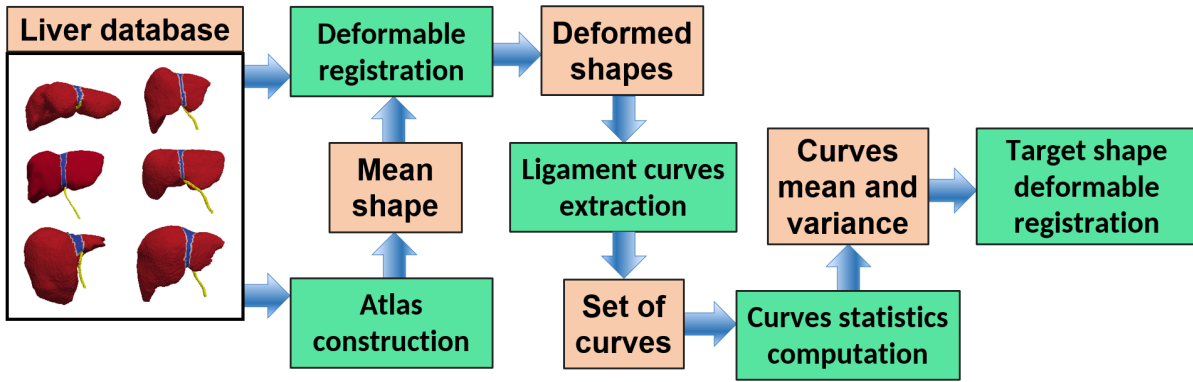 Liver database
Deformable
registration
Deformed
shapes
Mean
shape
Atlas
construction
Ligament curves
extraction
Set of
curves
Curves statistics
computation
Curves
mean and
variance
Target shape
deformable
registration